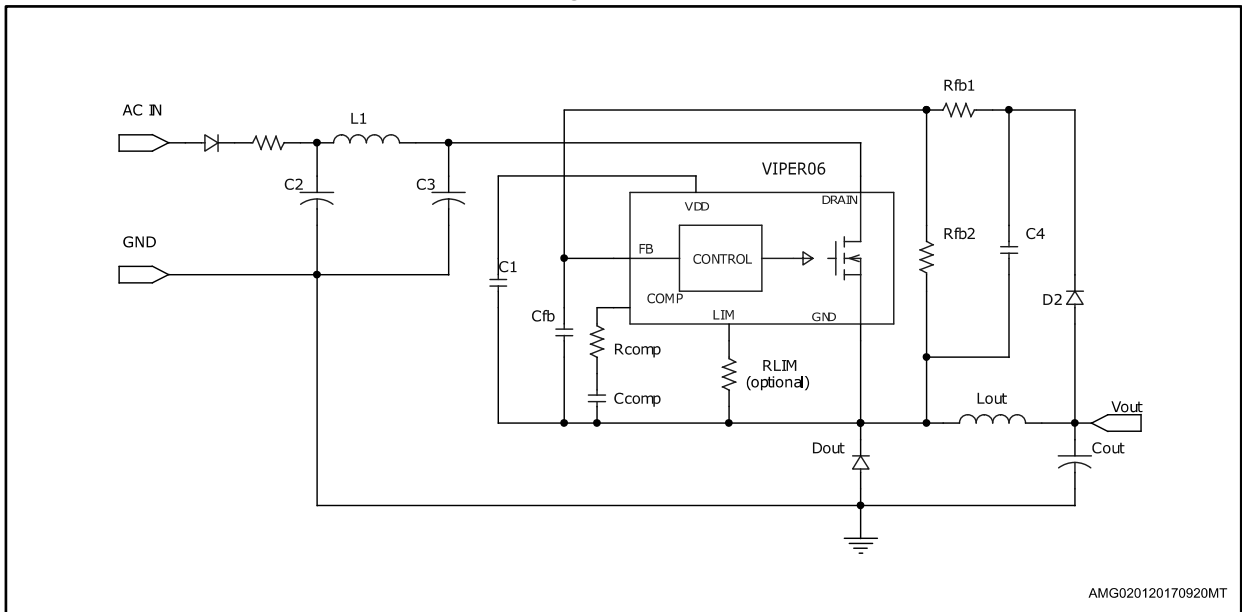 Rfb1
AC IN
L1
VIPER06
C2
C3
VDD
DRAIN
Rfb2
C4
GND
FB
CONTROL
C1
COMP
D2
Cfb
LIM
GND
Rcomp
RLIM
(optional)
Ccomp
Lout
Vout
Dout
Cout
AMG020120170920MT